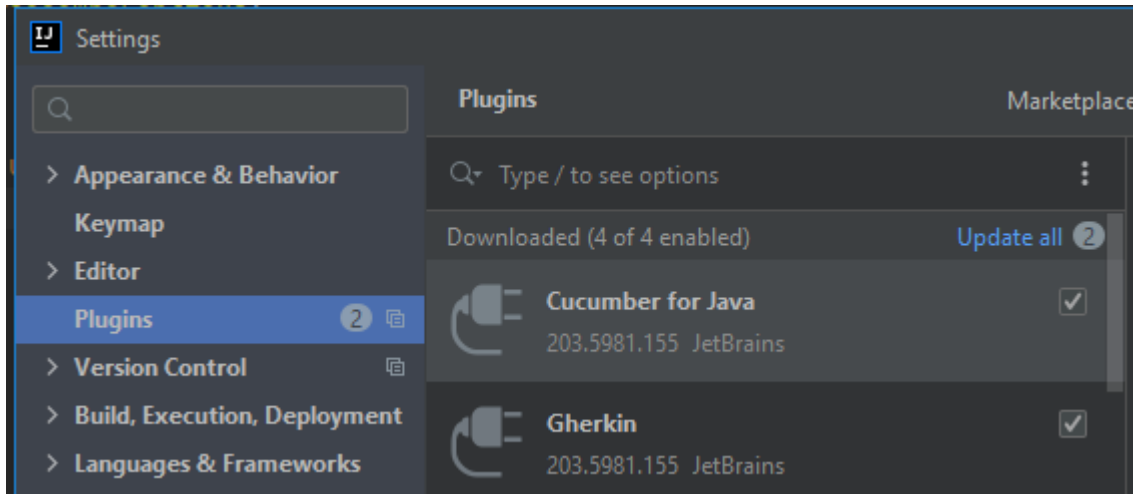 IJ Settings
Plugins
Marketplace
Appearance & Behavior
Keymap
Editor
Plugins 2
Version Control
Build, Execution, Deployment
Languages & Frameworks
Type / to see options
Downloaded (4 of 4 enabled) Update all 2
Cucumber for Java
203.5981.155 JetBrains
Gherkin
203.5981.155 JetBrains